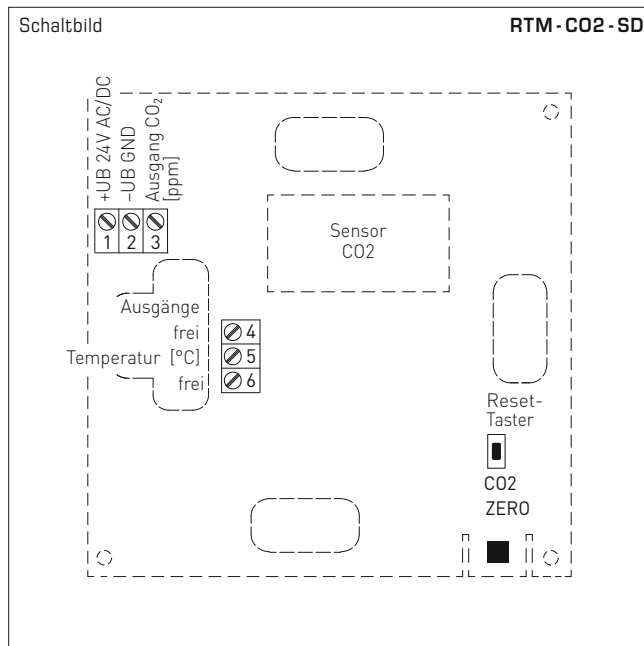 Schaltbild
RTM-CO2-SD
+UB 24V AC/DC
-UB GND
Ausgang CO₂
[ppm]
1 2 3
Sensor
CO2
Ausgänge
frei 4
Temperatur [°C] 5
frei 6
Reset-
Taster
CO2
ZERO